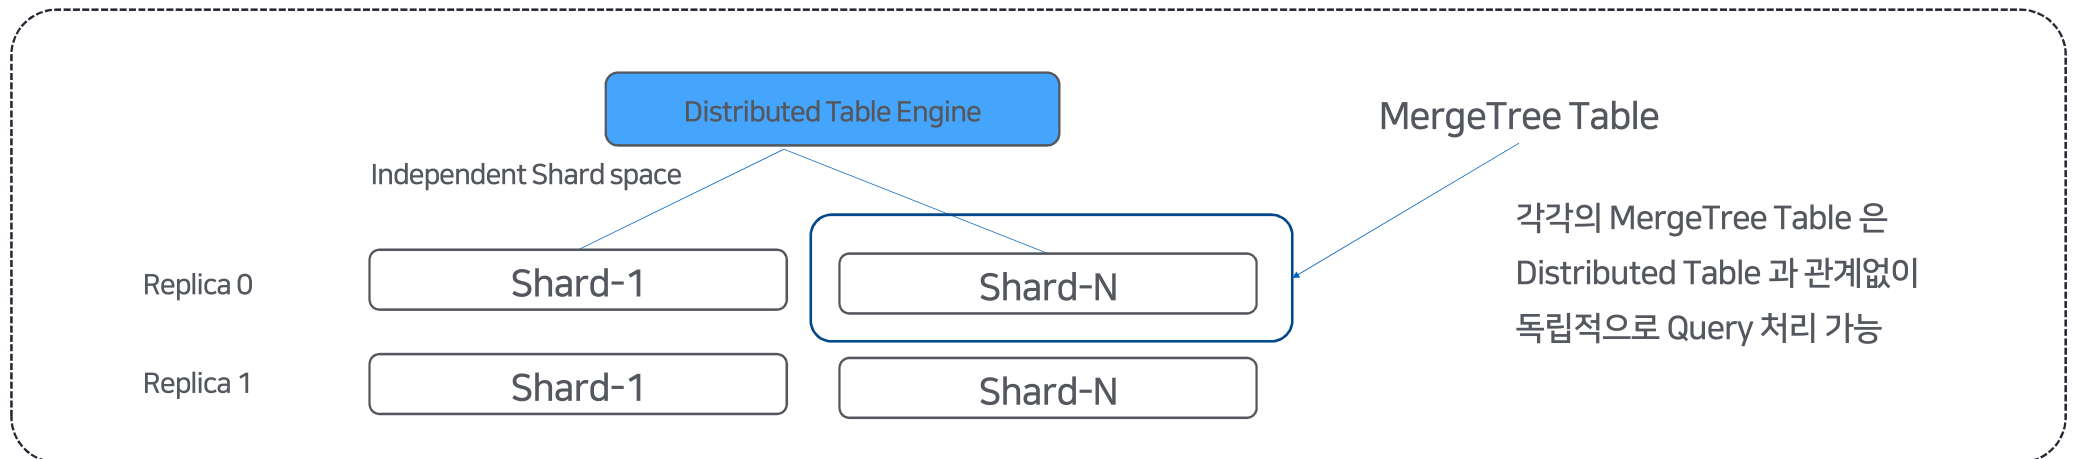 Distributed Table Engine
MergeTree Table
Independent Shard space
각각의 MergeTree Table 은
Distributed Table 과 관계없이
독립적으로 Query 처리 가능
Replica 0
Shard-1
Shard-N
Replica 1
Shard-1
Shard-N